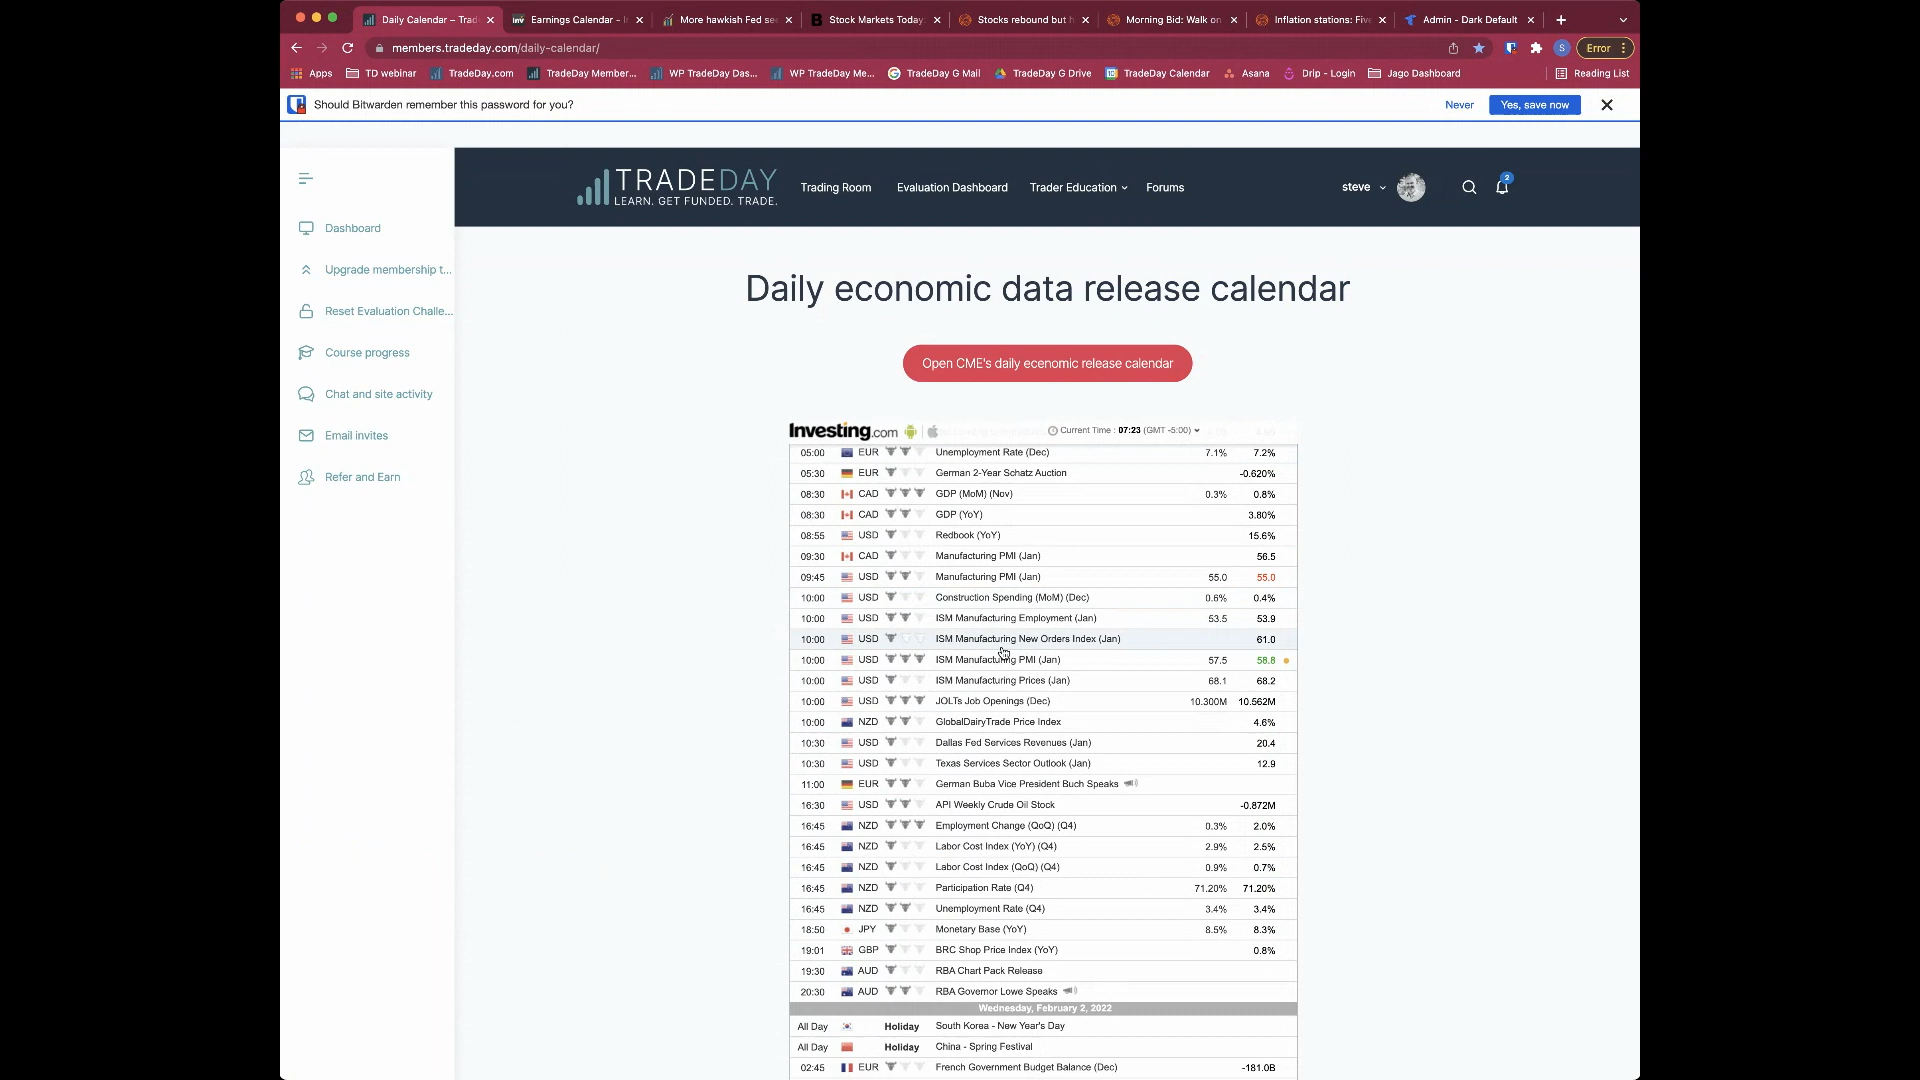 Daily Calendar – Trad
Earnings Calendar - I
More hawkish Fed se
Stock Markets Today:
Stocks rebound but h
Morning Bid: Walk on
Inflation stations: Five
Admin - Dark Default
members.tradeday.com/daily-calendar/
Error
Apps
TD webinar
TradeDay.com
TradeDay Member...
WP TradeDay Das...
WP TradeDay Me...
TradeDay G Mail
TradeDay G Drive
TradeDay Calendar
Asana
Drip - Login
Jago Dashboard
Reading List
Should Bitwarden remember this password for you?
Never
Yes, save now
TRADEDAY
LEARN. GET FUNDED. TRADE.
Trading Room
Evaluation Dashboard
Trader Education
Forums
steve
2
Dashboard
Upgrade membership t...
Reset Evaluation Challe...
Course progress
Chat and site activity
Email invites
Refer and Earn
Daily economic data release calendar
Open CME's daily ecenomic release calendar
Investing.com
Current Time : 07:23 (GMT -5:00)
05:00 EUR Unemployment Rate (Dec) 7.1% 7.2%
05:30 EUR German 2-Year Schatz Auction -0.620%
08:30 CAD GDP (MoM) (Nov) 0.3% 0.8%
08:30 CAD GDP (YoY) 3.80%
08:55 USD Redbook (YoY) 15.6%
09:30 CAD Manufacturing PMI (Jan) 56.5
09:45 USD Manufacturing PMI (Jan) 55.0 55.0
10:00 USD Construction Spending (MoM) (Dec) 0.6% 0.4%
10:00 USD ISM Manufacturing Employment (Jan) 53.5 53.9
10:00 USD ISM Manufacturing New Orders Index (Jan) 61.0
10:00 USD ISM Manufacturing PMI (Jan) 57.5 58.8
10:00 USD ISM Manufacturing Prices (Jan) 68.1 68.2
10:00 USD JOLTs Job Openings (Dec) 10.300M 10.562M
10:00 NZD GlobalDairyTrade Price Index 4.6%
10:30 USD Dallas Fed Services Revenues (Jan) 20.4
10:30 USD Texas Services Sector Outlook (Jan) 12.9
11:00 EUR German Buba Vice President Buch Speaks
16:30 USD API Weekly Crude Oil Stock -0.872M
16:45 NZD Employment Change (QoQ) (Q4) 0.3% 2.0%
16:45 NZD Labor Cost Index (YoY) (Q4) 2.9% 2.5%
16:45 NZD Labor Cost Index (QoQ) (Q4) 0.9% 0.7%
16:45 NZD Participation Rate (Q4) 71.20% 71.20%
16:45 NZD Unemployment Rate (Q4) 3.4% 3.4%
18:50 JPY Monetary Base (YoY) 8.5% 8.3%
19:01 GBP BRC Shop Price Index (YoY) 0.8%
19:30 AUD RBA Chart Pack Release
20:30 AUD RBA Governor Lowe Speaks
Wednesday, February 2, 2022
All Day Holiday South Korea - New Year's Day
All Day Holiday China - Spring Festival
02:45 EUR French Government Budget Balance (Dec) -181.0B